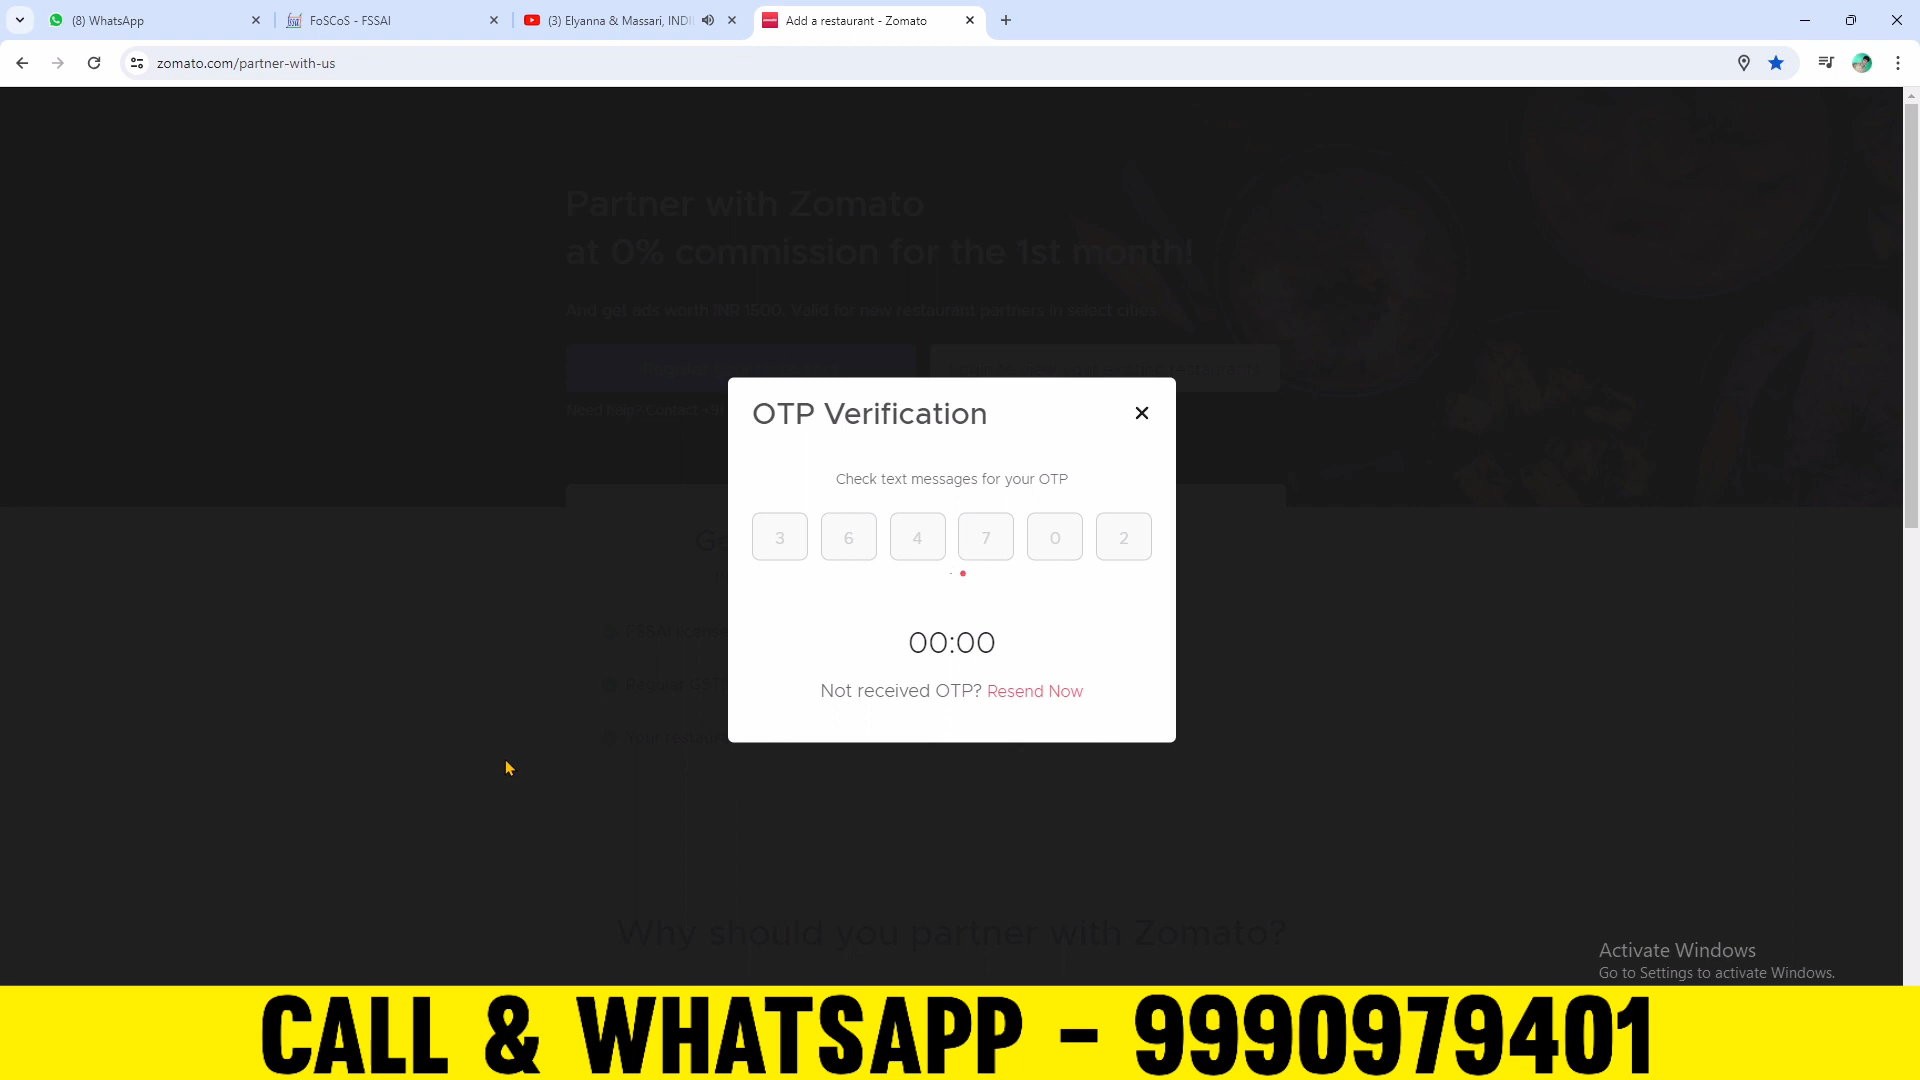 (8) WhatsApp
FoSCoS - FSSAI
(3) Elyanna & Massari, INDI
Add a restaurant - Zomato
zomato.com/partner-with-us
Partner with Zomato
at 0% commission for the 1st month!
And get ads worth INR 1500. Valid for new restaurant partners in select cities.
Need help? Contact +91
OTP Verification
Check text messages for your OTP
3 6 4 7 0 2
00:00
Not received OTP? Resend Now
Why should you partner with Zomato?
Activate Windows
Go to Settings to activate Windows.
CALL & WHATSAPP - 9990979401